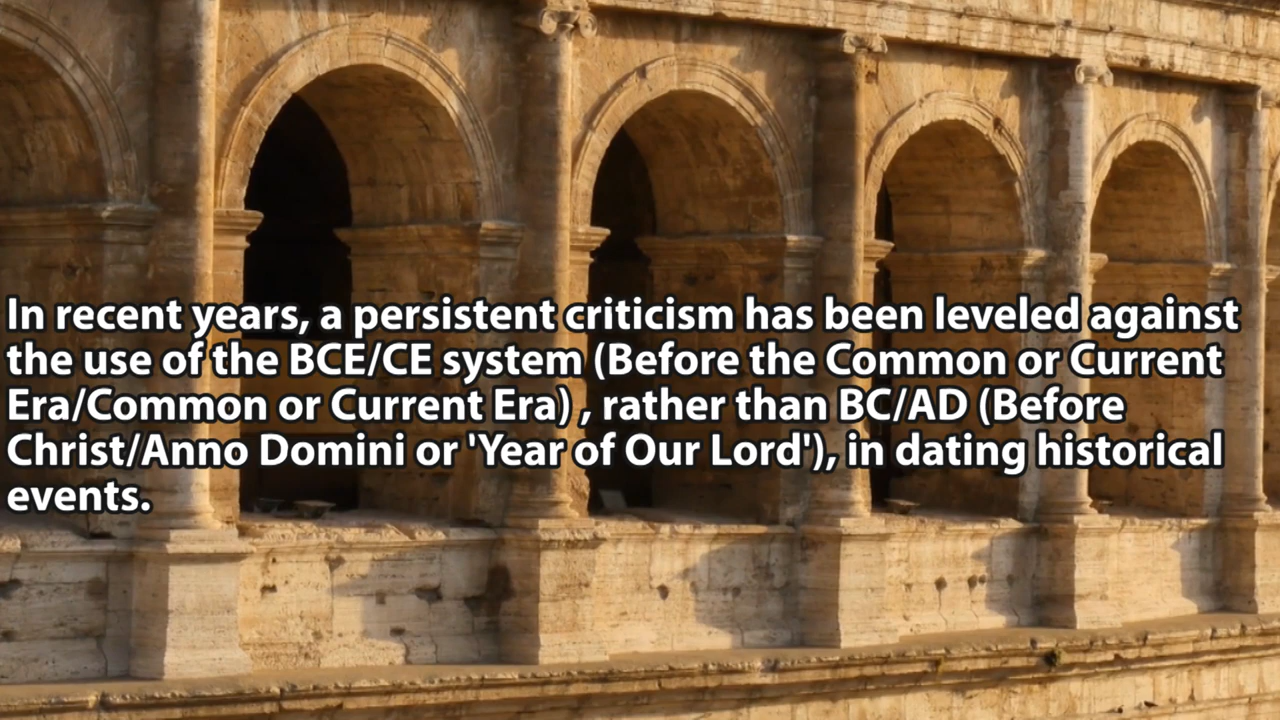 In recent years, a persistent criticism has been leveled against
the use of the BCE/CE system (Before the Common or Current
Era/Common or Current Era) , rather than BC/AD (Before
Christ/Anno Domini or 'Year of Our Lord'), in dating historical
events.